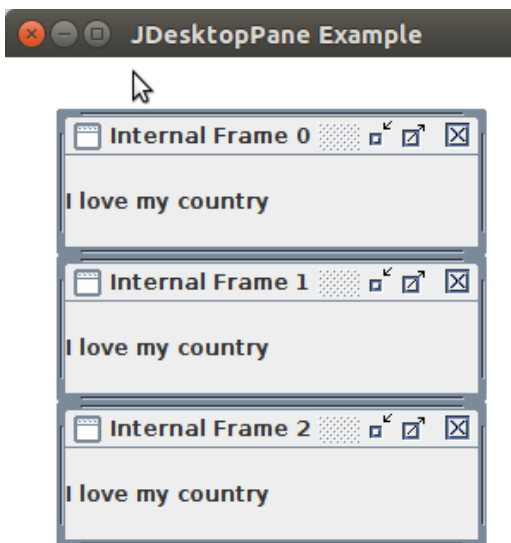 JDesktopPane Example
Internal Frame 0
I love my country
Internal Frame 1
I love my country
Internal Frame 2
I love my country